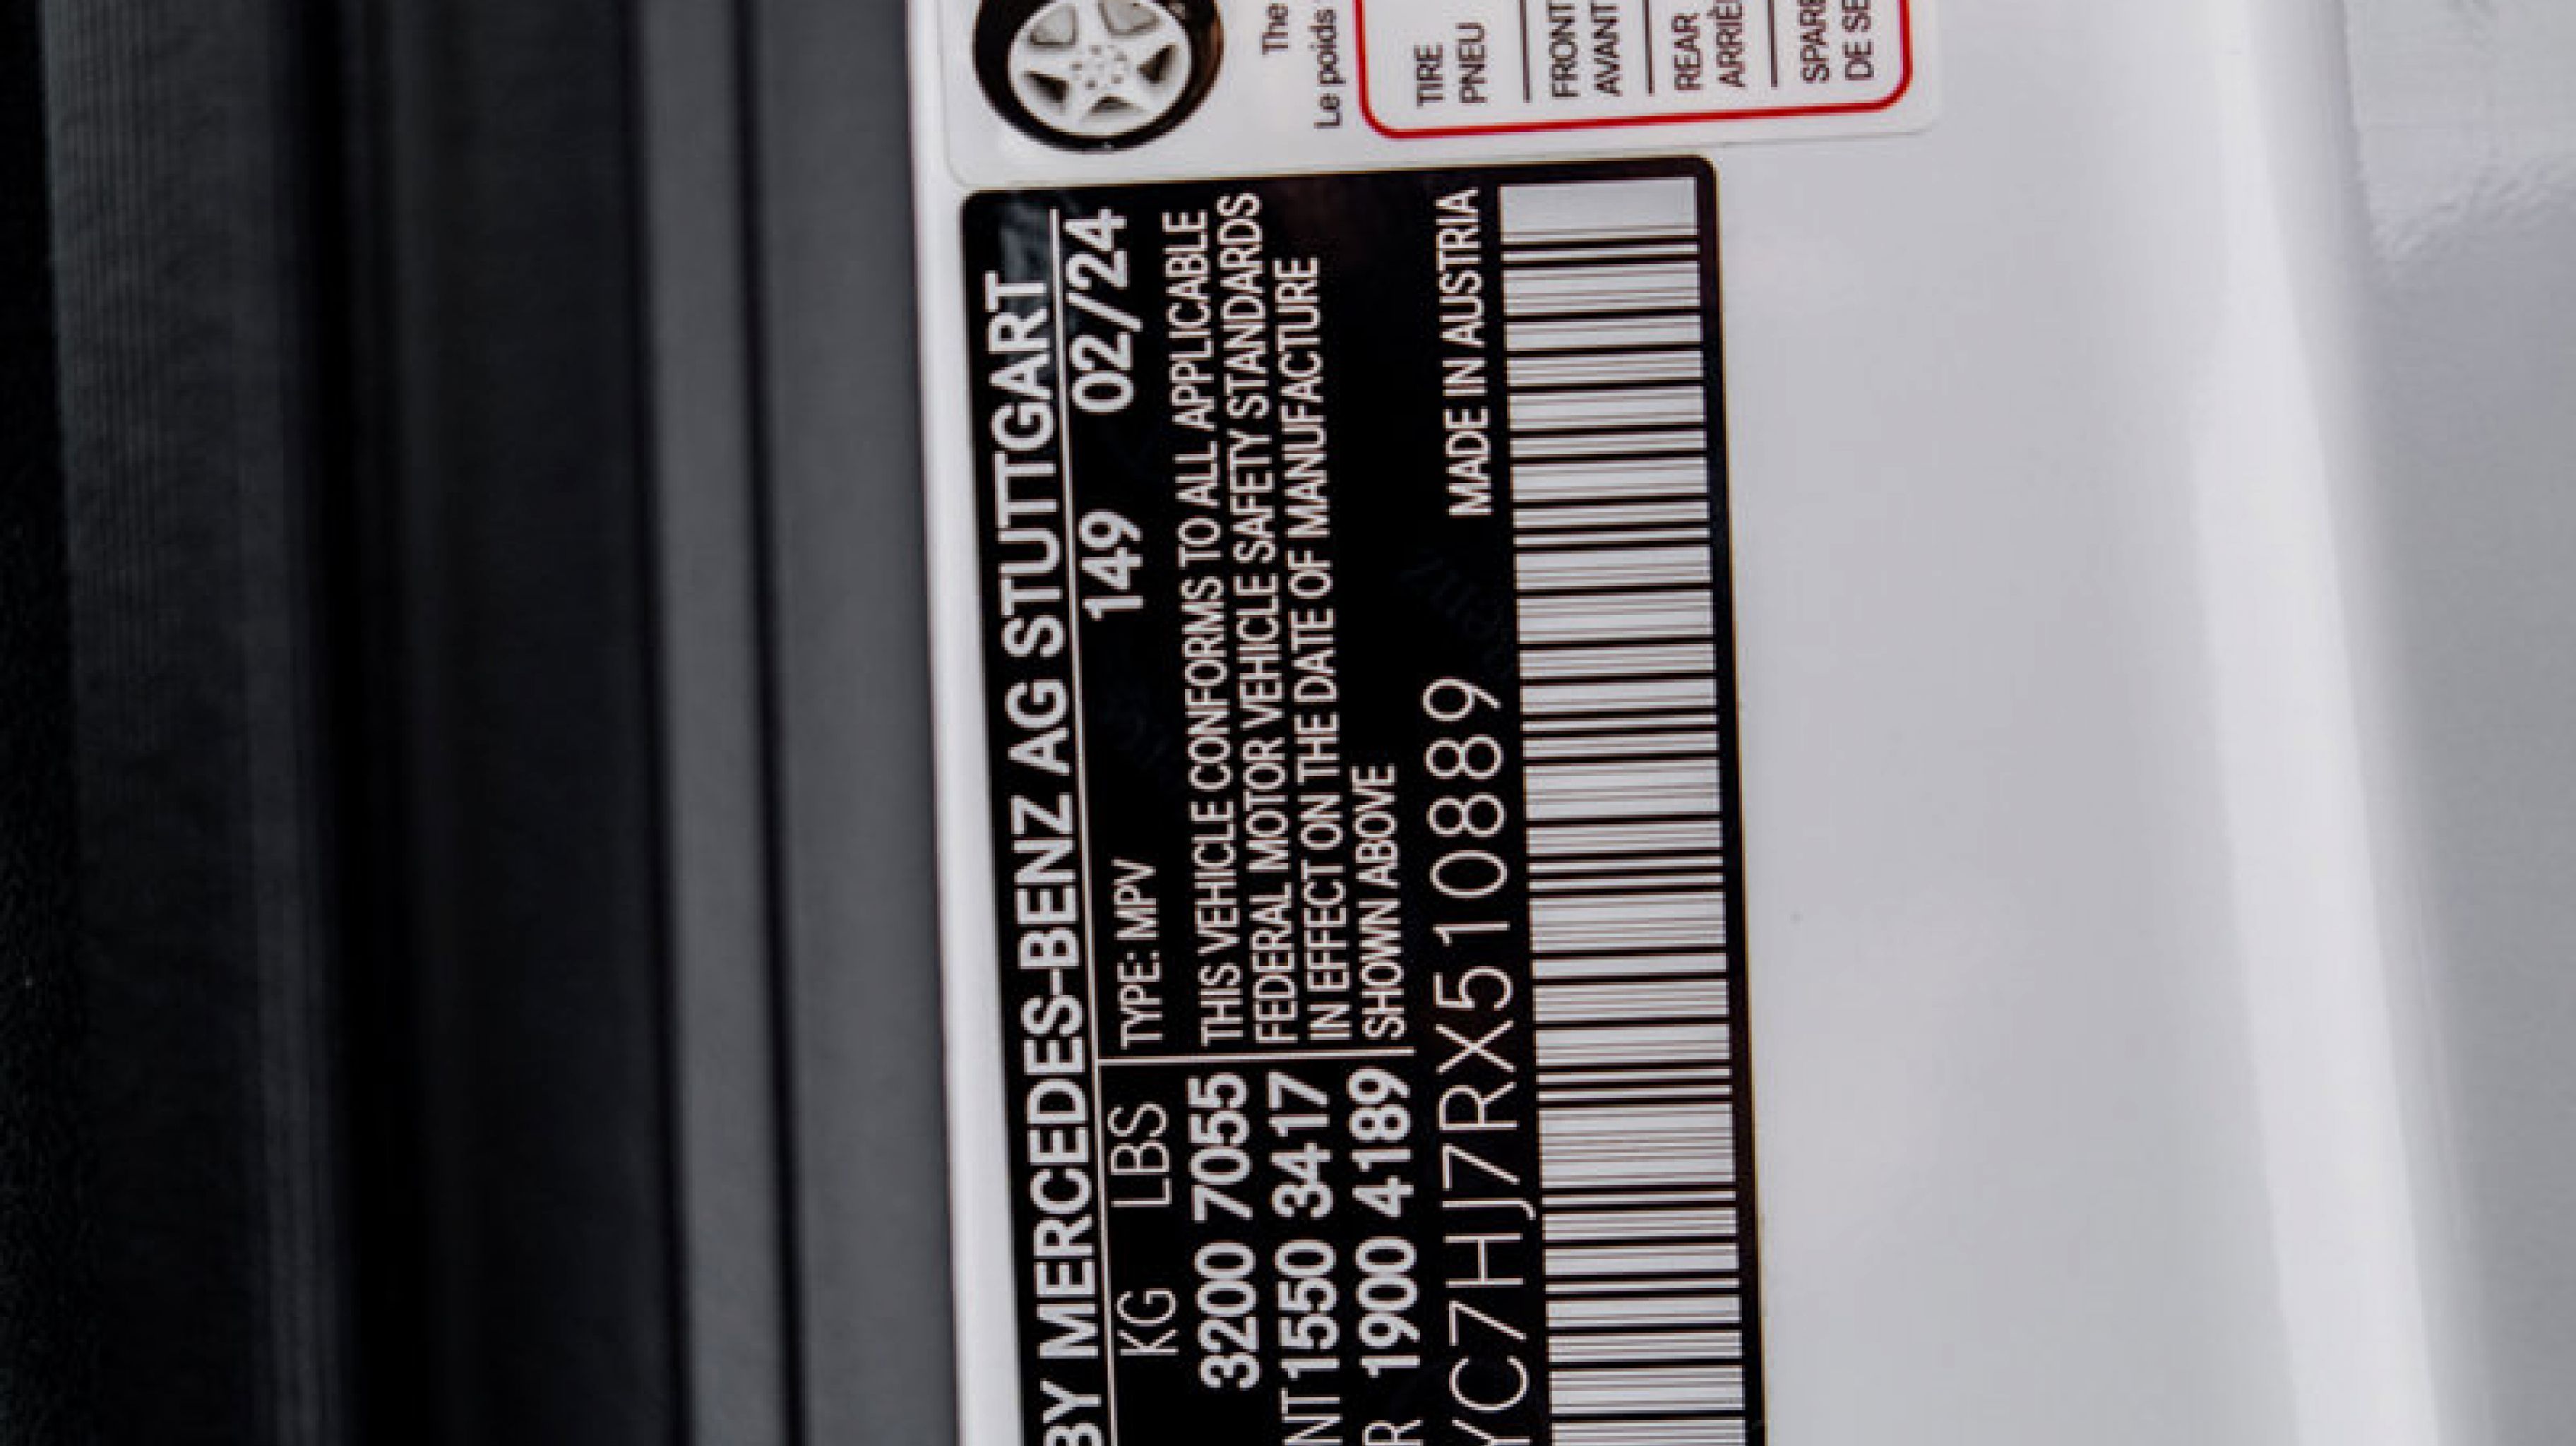 The
Le poids
TIRE
PNEU
FRONT
AVANT
REAR
SPARE
BY MERCEDES-BENZ AG STUTTGART
149 02/24
KG LBS
TYPE: MPV
3200 7055
1550 3417
1900 4189
THIS VEHICLE CONFORMS TO ALL APPLICABLE
FEDERAL MOTOR VEHICLE SAFETY STANDARDS
IN EFFECT ON THE DATE OF MANUFACTURE
SHOWN ABOVE
YC7HJ7RX510889
MADE IN AUSTRIA